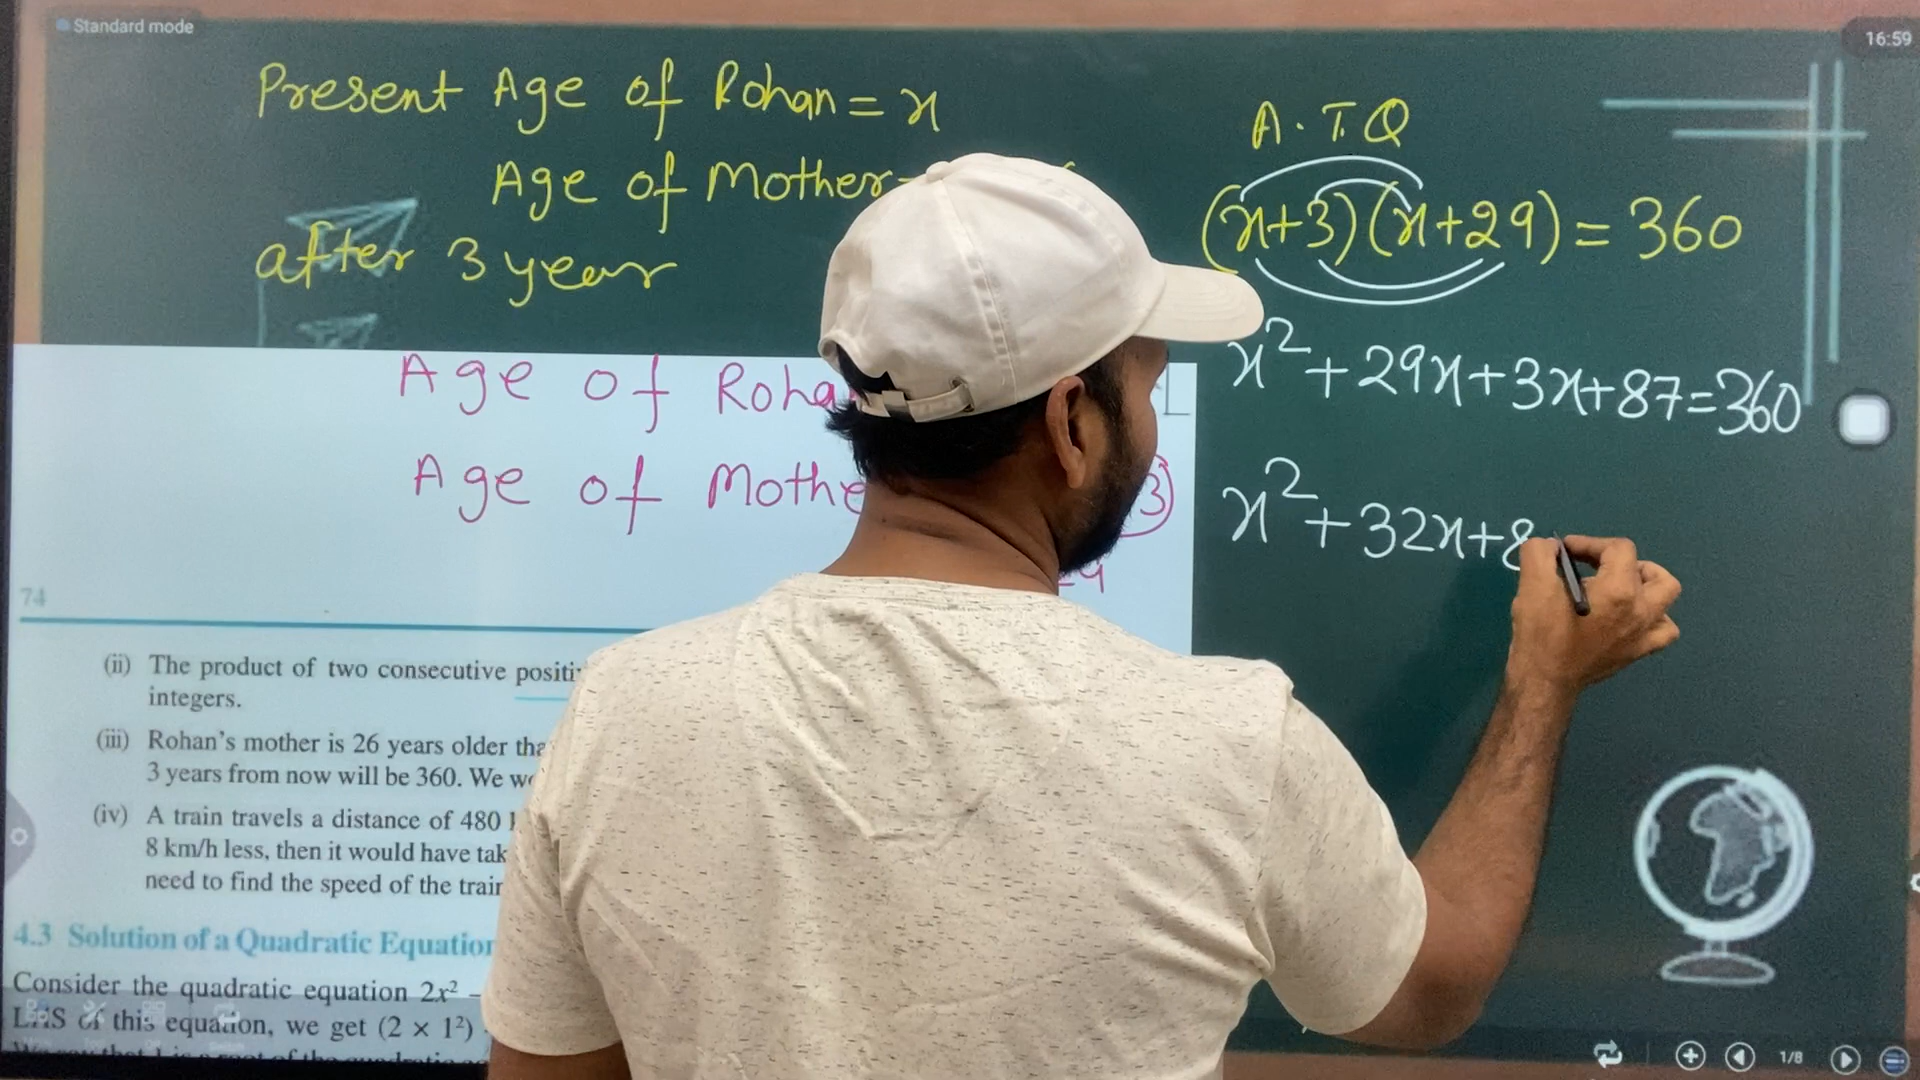 Standard mode
16:59
Present Age of Rohan = x
Age of Mother
after 3 year
Age of Roha
Age of Mothe
3)
A.T.Q
(x+3)(x+29) = 360
x²+29x+3x+87=360
x²+32x+8
74
(ii) The product of two consecutive positi
integers.
(iii) Rohan's mother is 26 years older tha
3 years from now will be 360. We w
(iv) A train travels a distance of 480
8 km/h less, then it would have tak
need to find the speed of the train
4.3 Solution of a Quadratic Equation
Consider the quadratic equation 2x² –
LHS of this equation, we get (2 × 1²)
1/8